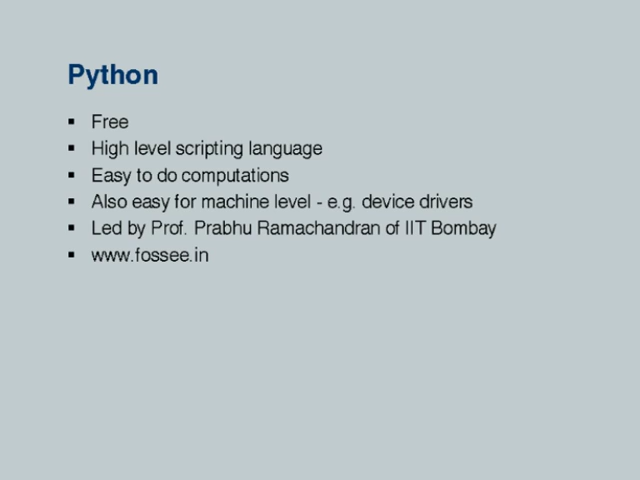 Python
▪ Free
▪ High level scripting language
▪ Easy to do computations
▪ Also easy for machine level - e.g. device drivers
▪ Led by Prof. Prabhu Ramachandran of IIT Bombay
▪ www.fossee.in